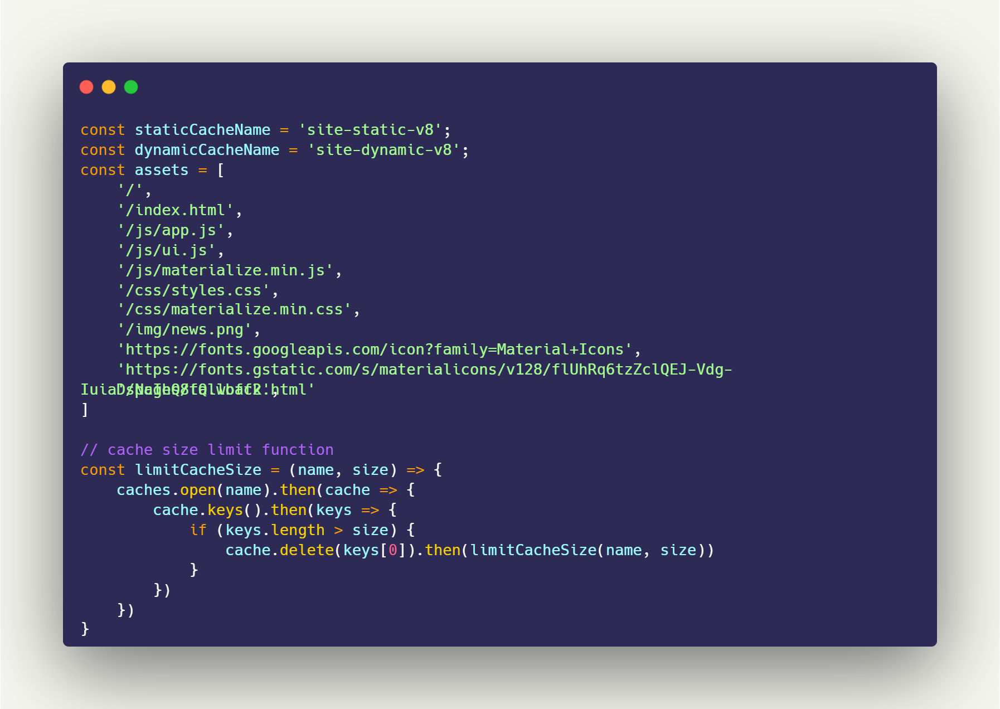 const staticCacheName = 'site-static-v8';
const dynamicCacheName = 'site-dynamic-v8';
const assets = [
    '/',
    '/index.html',
    '/js/app.js',
    '/js/ui.js',
    '/js/materialize.min.js',
    '/css/styles.css',
    '/css/materialize.min.css',
    '/img/news.png',
    'https://fonts.googleapis.com/icon?family=Material+Icons',
    'https://fonts.gstatic.com/s/materialicons/v128/flUhRq6tzZclQEJ-Vdg-
    '/pages/fallback.html'
]

// cache size limit function
const limitCacheSize = (name, size) => {
    caches.open(name).then(cache => {
        cache.keys().then(keys => {
            if (keys.length > size) {
                cache.delete(keys[0]).then(limitCacheSize(name, size))
            }
        })
    })
}